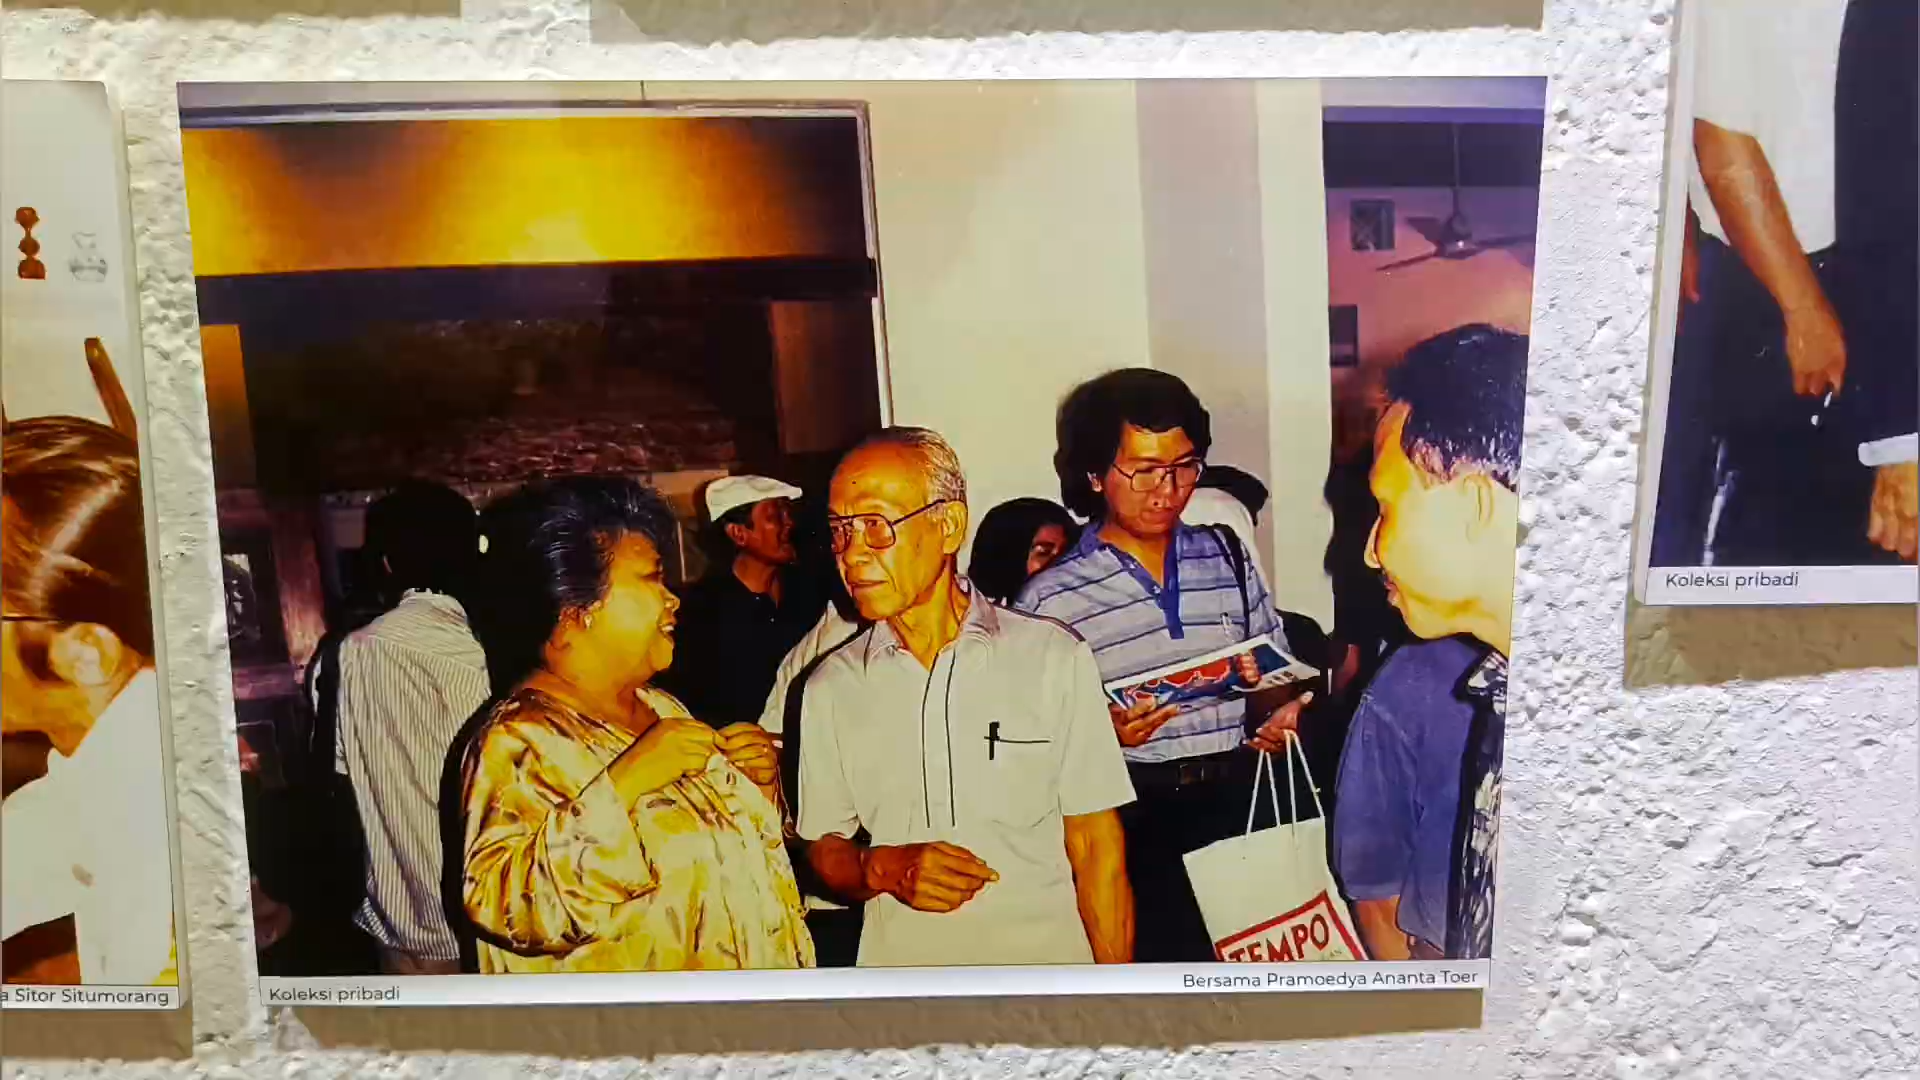 Koleksi pribadi
TEMPO
a Sitor Situmorang
Koleksi pribadi
Bersama Pramoedya Ananta Toer